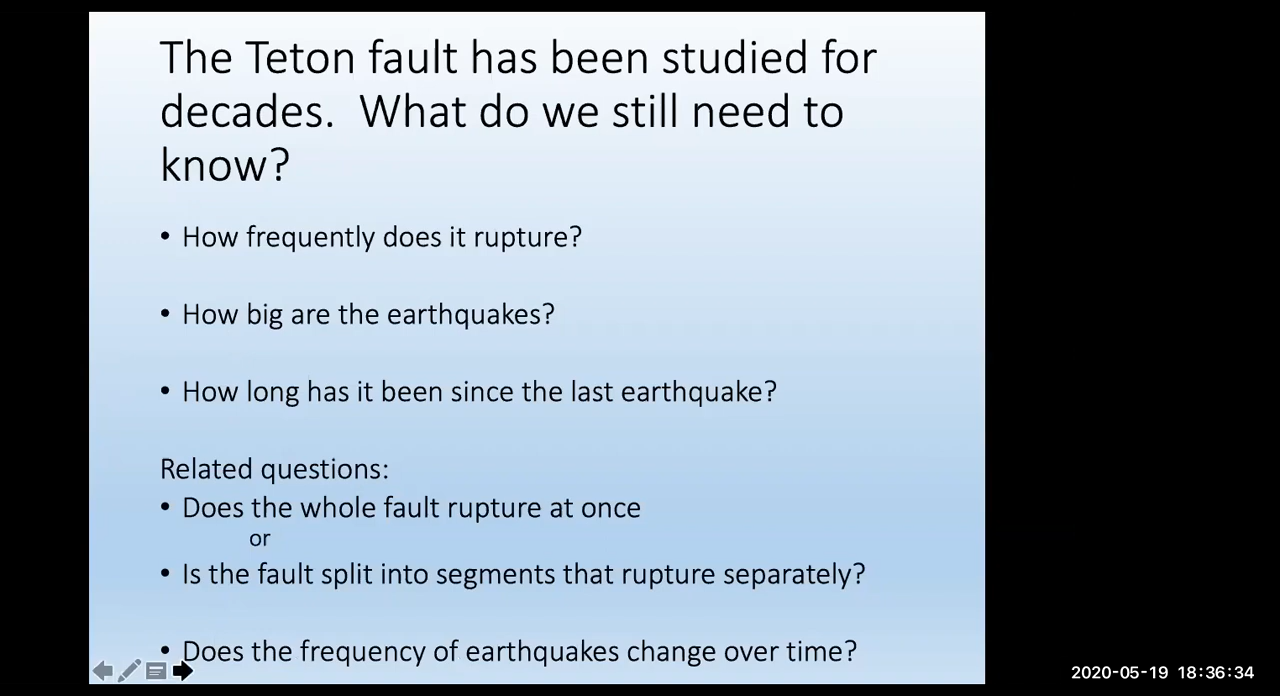 The Teton fault has been studied for
decades.  What do we still need to
know?
• How frequently does it rupture?
• How big are the earthquakes?
• How long has it been since the last earthquake?
Related questions:
• Does the whole fault rupture at once
or
• Is the fault split into segments that rupture separately?
• Does the frequency of earthquakes change over time?
2020-05-19 18:36:34